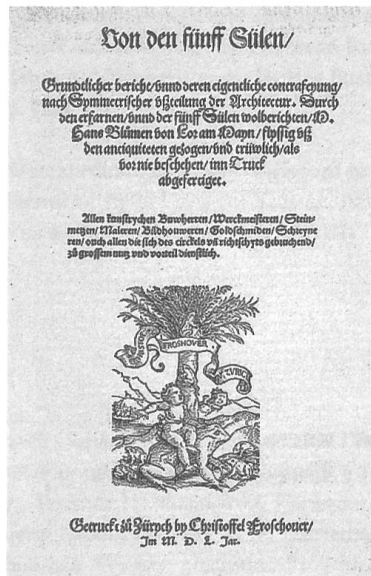 Von den fünff Sülen/
Grundtlicher bericht/ vnnd deren eigentliche contrafeyung/
nach Symmetrischer vßteilung der Architectur. Durch
den erfarnen/ vnnd der fünff Sülen wolberichten/ M.
Hans Blůmen von Lor am Mayn/ flyssig vß
den antiquiteten gezogen/ vnd trüwlich/ als
vor nie beschehen/ inn Truck
abgefertiget.
Allen kunstrychen Buwherren/ Werckmeisteren/ Stein-
metzen/ Maleren/ Bildhouweren/ Goldschmiden/ Schreyne
ren/ ouch allen die sich des circkels vñ richtschyts gebruchend/
zů grossem nutz vnd vorteil dienstlich.
FROSHOVER
ZVRIC
Getruckt zů Zürych by Christoffel Froschouer/
Im M. D. L. Jar.